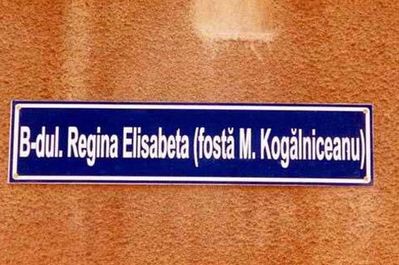 B-dul. Regina Elisabeta (fostă M. Kogălniceanu)